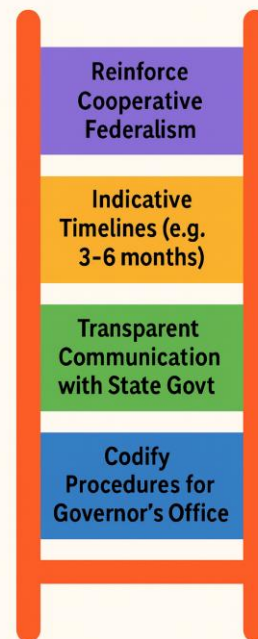 Reinforce
Cooperative
Federalism
Indicative
Timelines (e.g.
3-6 months)
Transparent
Communication
with State Govt
Codify
Procedures for
Governor's Office